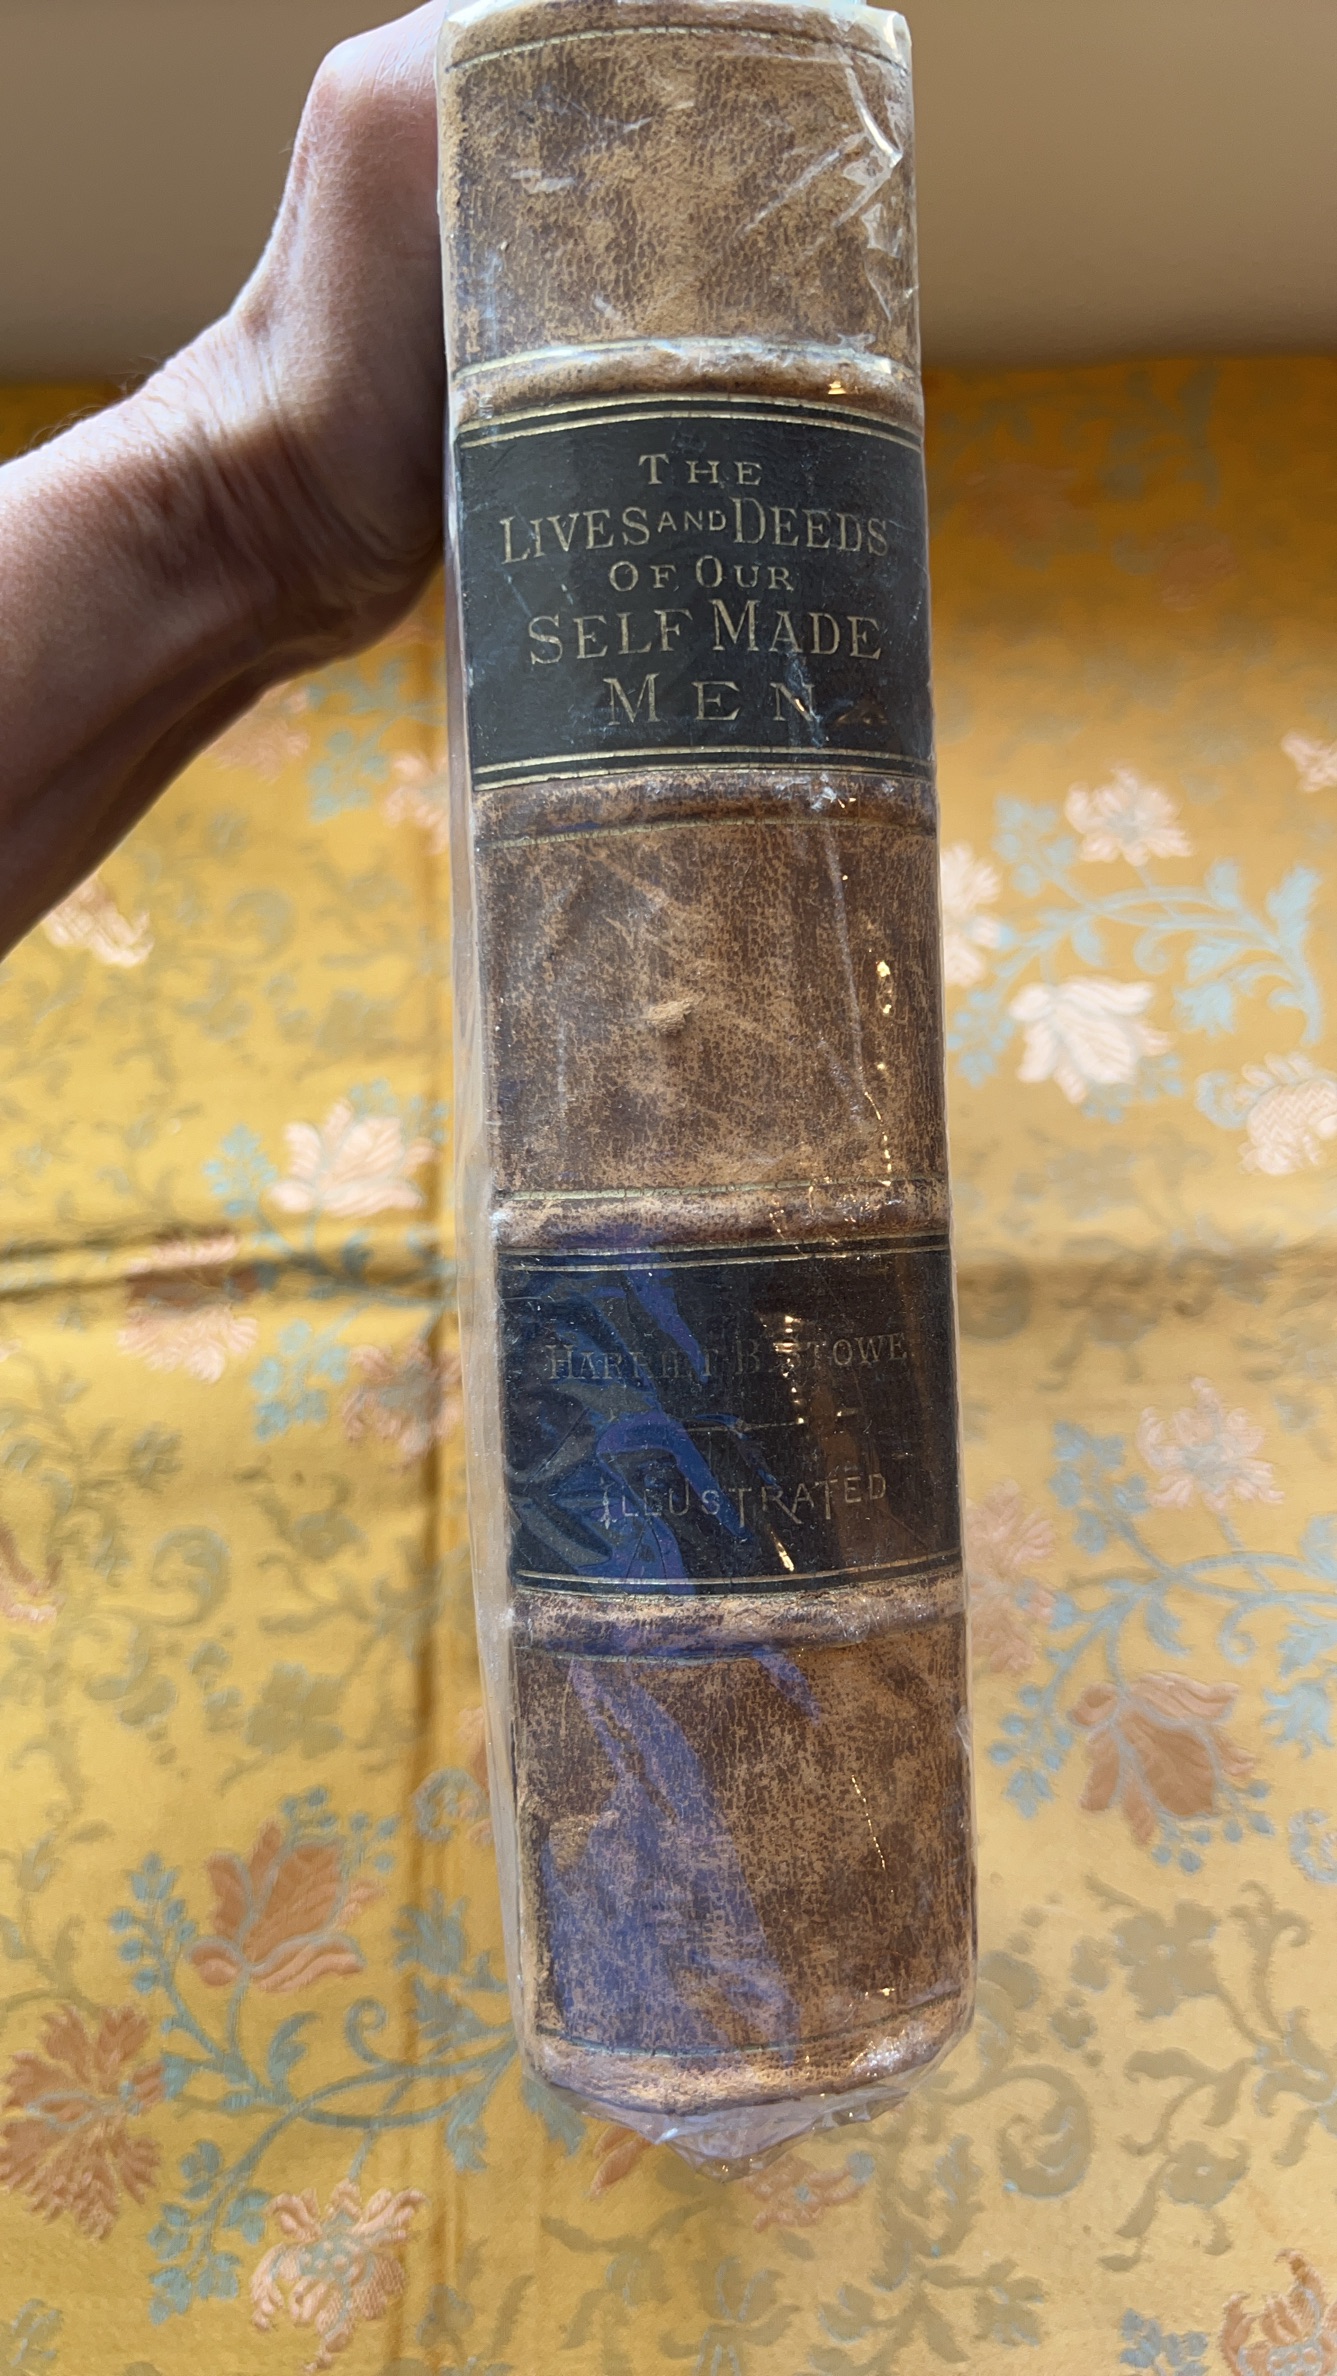 THE
LIVES AND DEEDS
OF OUR
SELF MADE
MEN
HARRIET B. STOWE.
ILLUSTRATED